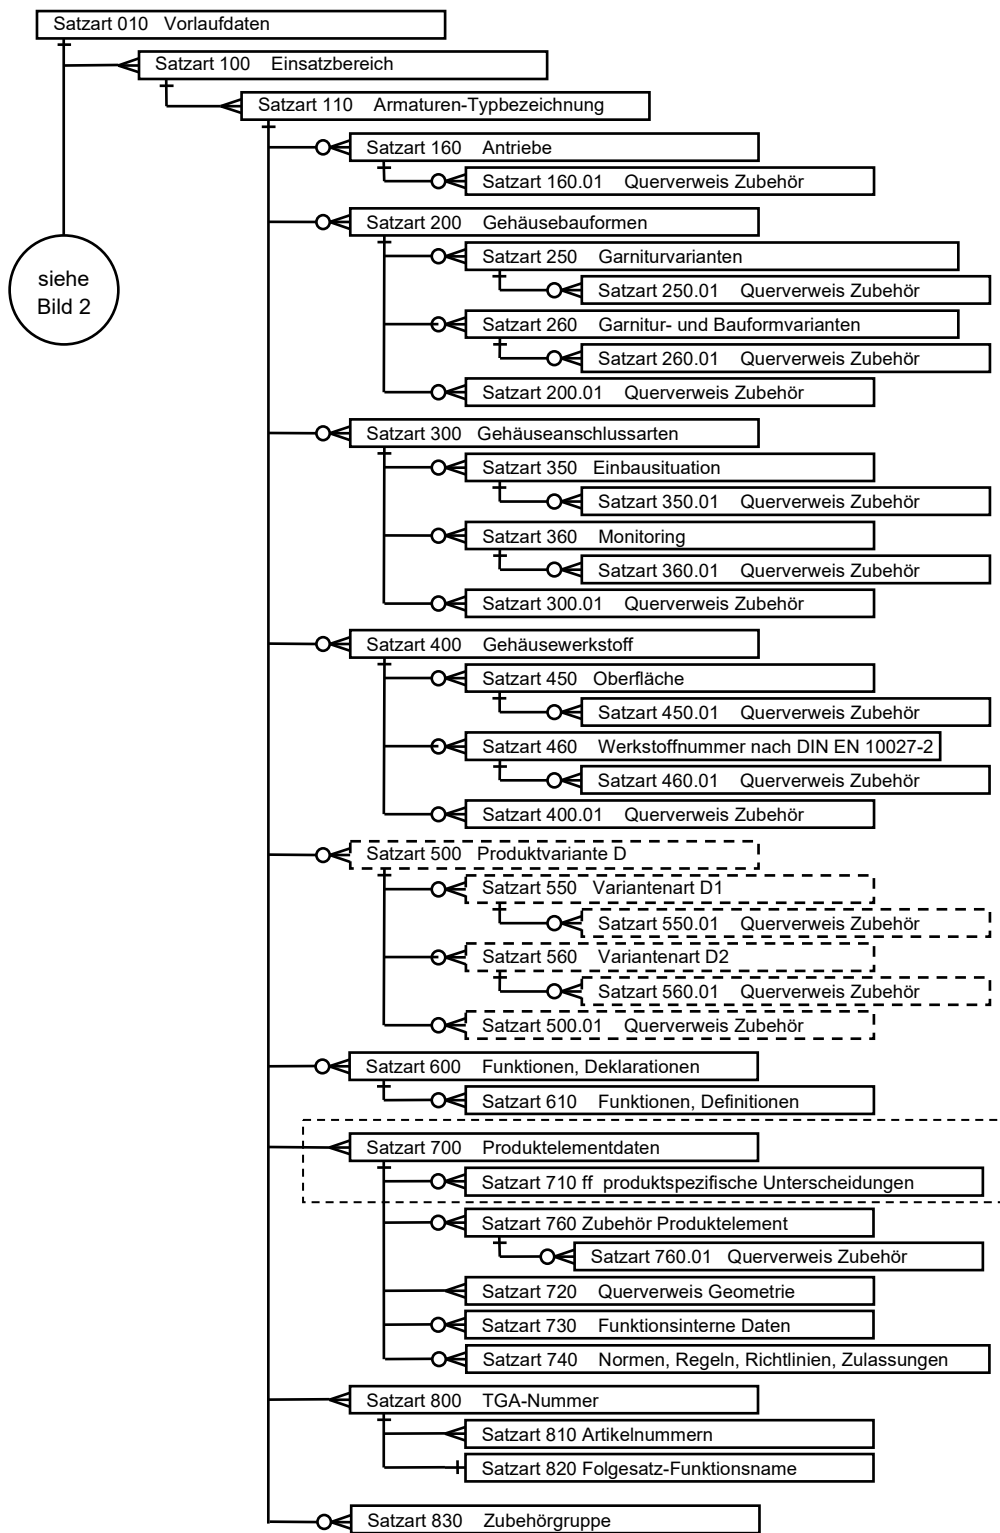 Satzart 010 Vorlaufdaten
Satzart 100 Einsatzbereich
Satzart 110 Armaturen-Typbezeichnung
Satzart 160 Antriebe
Satzart 160.01 Querverweis Zubehör
Satzart 200 Gehäusebauformen
Satzart 250 Garniturvarianten
siehe
Bild 2
Satzart 250.01 Querverweis Zubehör
Satzart 260 Garnitur- und Bauformvarianten
Satzart 260.01 Querverweis Zubehör
Satzart 200.01 Querverweis Zubehör
Satzart 300 Gehäuseanschlussarten
Satzart 350 Einbausituation
Satzart 350.01 Querverweis Zubehör
Satzart 360 Monitoring
Satzart 360.01 Querverweis Zubehör
Satzart 300.01 Querverweis Zubehör
Satzart 400 Gehäusewerkstoff
Satzart 450 Oberfläche
Satzart 450.01 Querverweis Zubehör
Satzart 460 Werkstoffnummer nach DIN EN 10027-2
Satzart 460.01 Querverweis Zubehör
Satzart 400.01 Querverweis Zubehör
Satzart 500 Produktvariante D
Satzart 550 Variantenart D1
Satzart 550.01 Querverweis Zubehör
Satzart 560 Variantenart D2
Satzart 560.01 Querverweis Zubehör
Satzart 500.01 Querverweis Zubehör
Satzart 600 Funktionen, Deklarationen
Satzart 610 Funktionen, Definitionen
Satzart 700 Produktelementdaten
Satzart 710 ff produktspezifische Unterscheidungen
Satzart 760 Zubehör Produktelement
Satzart 760.01 Querverweis Zubehör
Satzart 720 Querverweis Geometrie
Satzart 730 Funktionsinterne Daten
Satzart 740 Normen, Regeln, Richtlinien, Zulassungen
Satzart 800 TGA-Nummer
Satzart 810 Artikelnummern
Satzart 820 Folgesatz-Funktionsname
Satzart 830 Zubehörgruppe